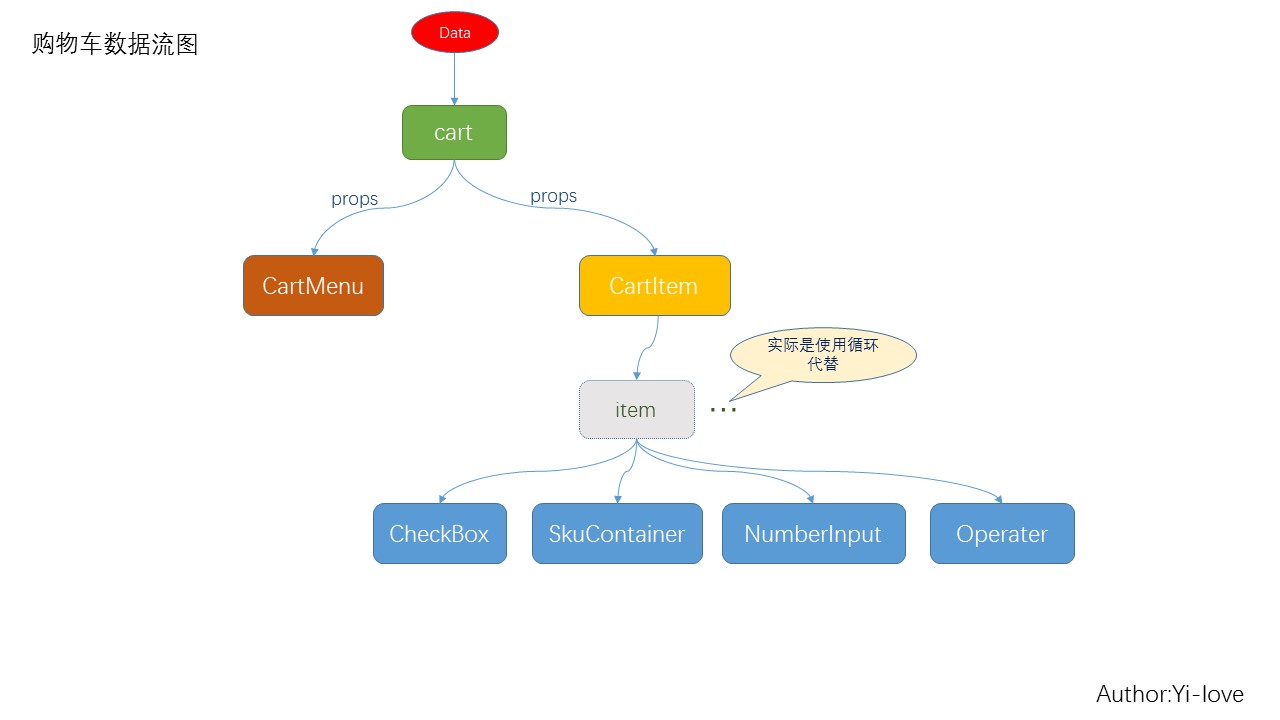 购物车数据流图
Data
cart
props
props
CartMenu
CartItem
实际是使用循环
代替
item
...
CheckBox
SkuContainer
NumberInput
Operater
Author:Yi-love